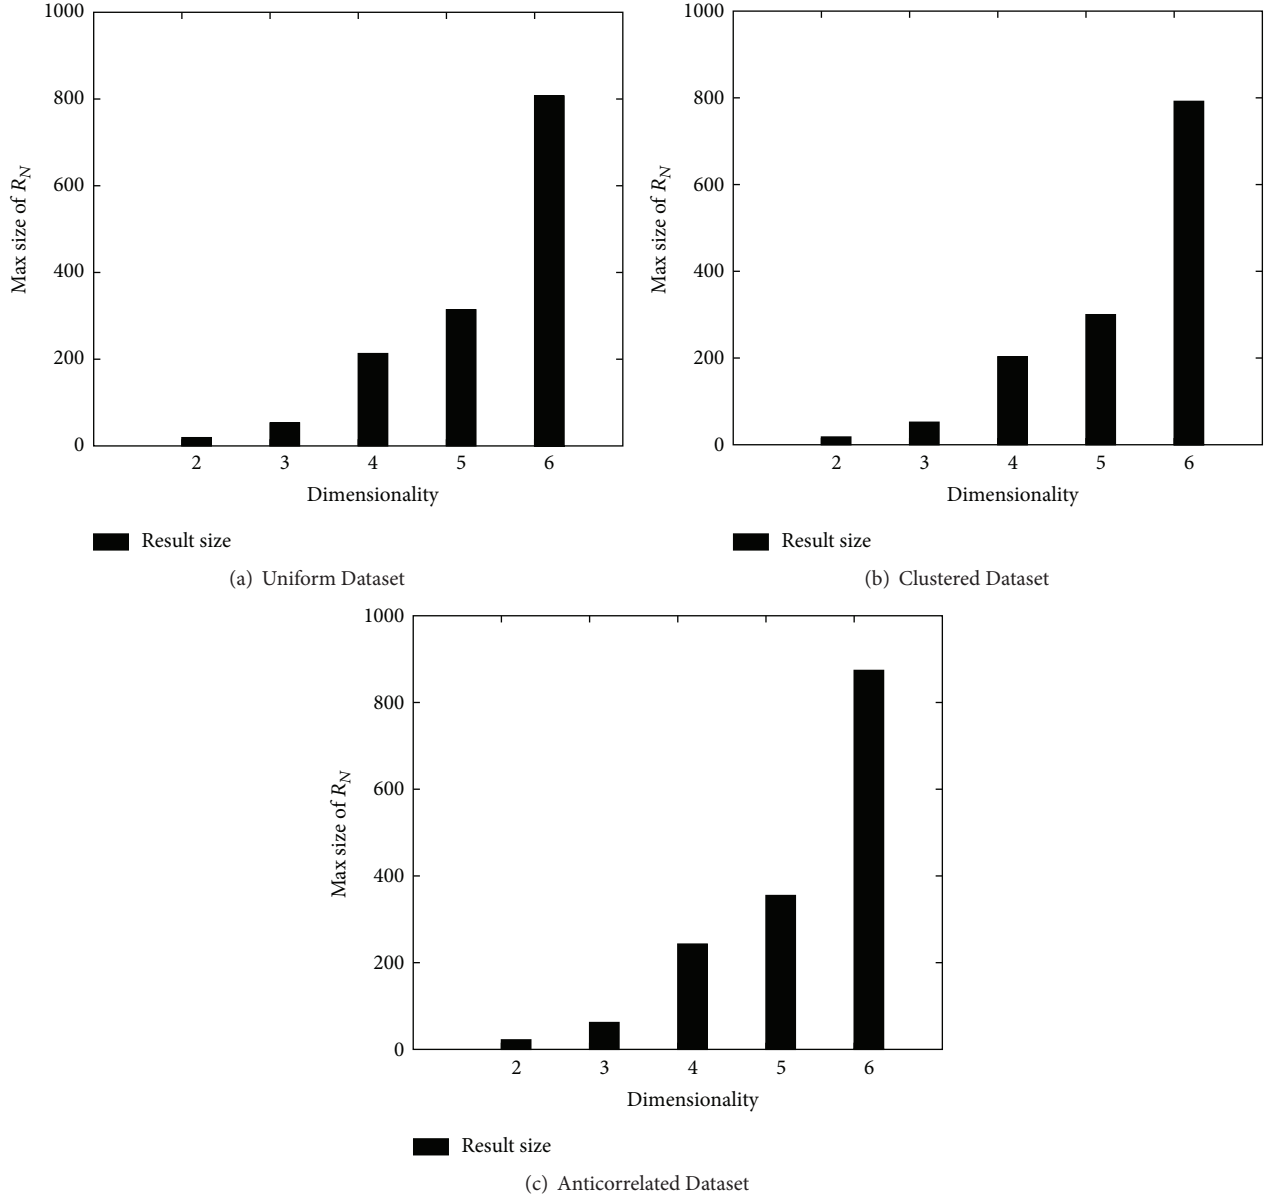 1000
800
600
400
200
0
Max size of R_N
2 3 4 5 6
Dimensionality
Result size
(a) Uniform Dataset
1000
800
600
400
200
0
Max size of R_N
2 3 4 5 6
Dimensionality
Result size
(b) Clustered Dataset
1000
800
600
400
200
0
Max size of R_N
2 3 4 5 6
Dimensionality
Result size
(c) Anticorrelated Dataset